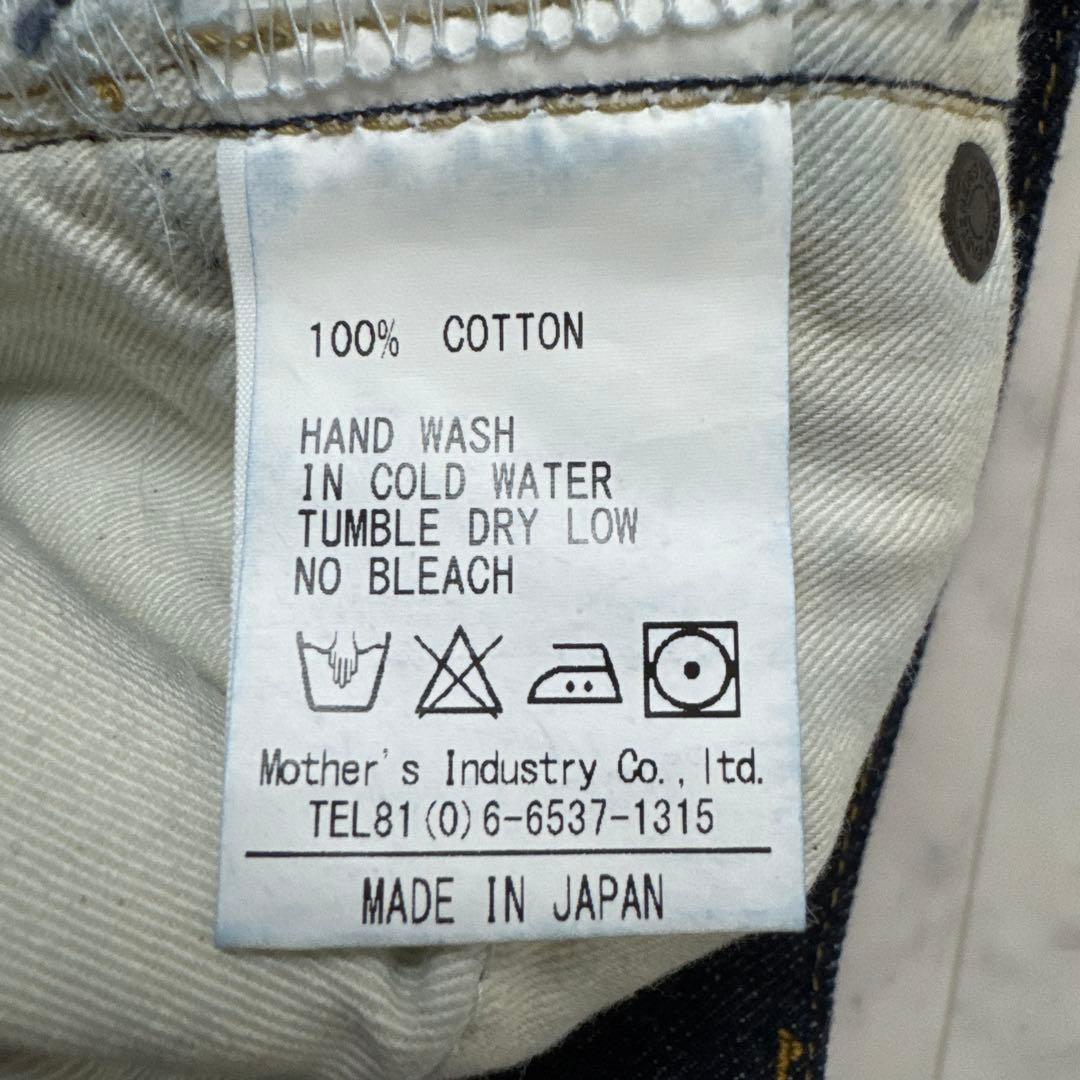 100% COTTON
HAND WASH
IN COLD WATER
TUMBLE DRY LOW
NO BLEACH
Mother's Industry Co., ltd.
TEL81(0)6-6537-1315
MADE IN JAPAN